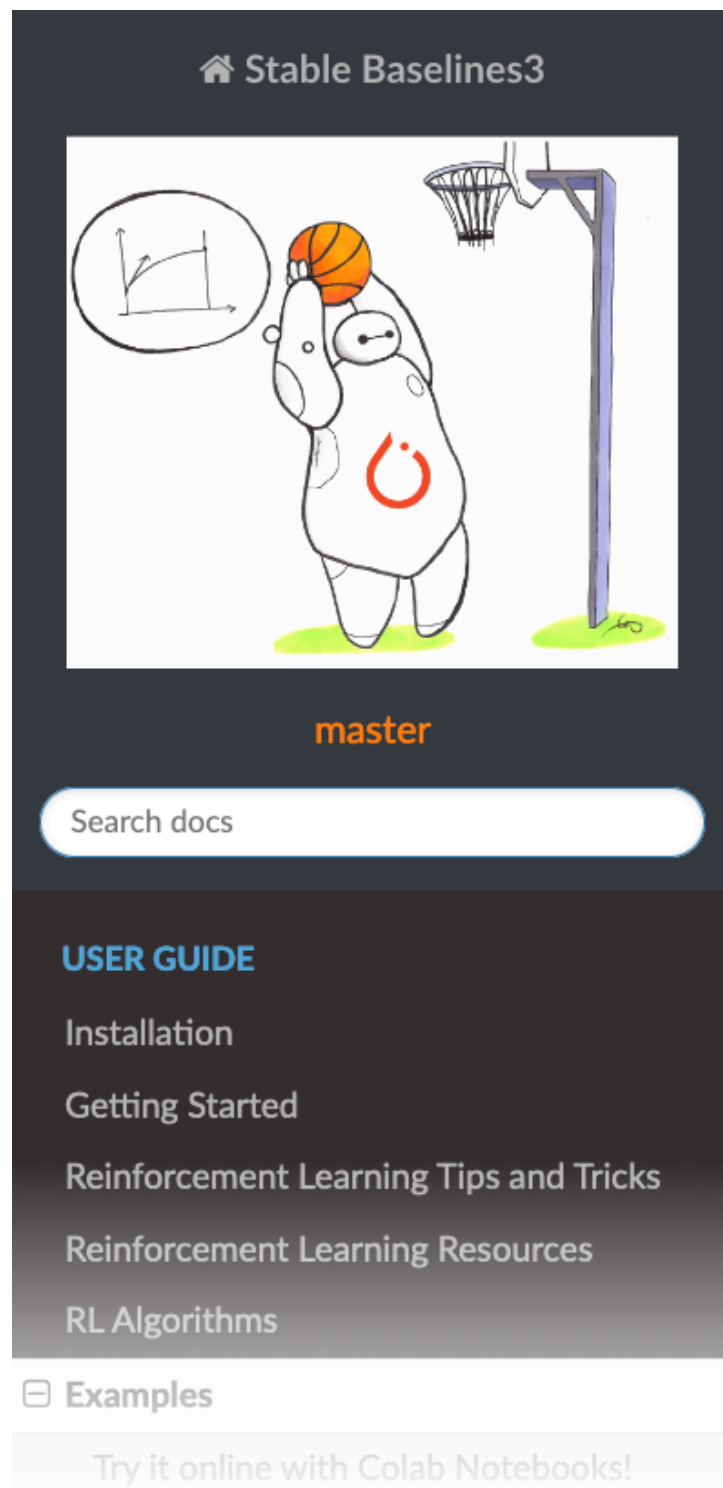 Stable Baselines3
master
Search docs
USER GUIDE
Installation
Getting Started
Reinforcement Learning Tips and Tricks
Reinforcement Learning Resources
RL Algorithms
Examples
Try it online with Colab Notebooks!